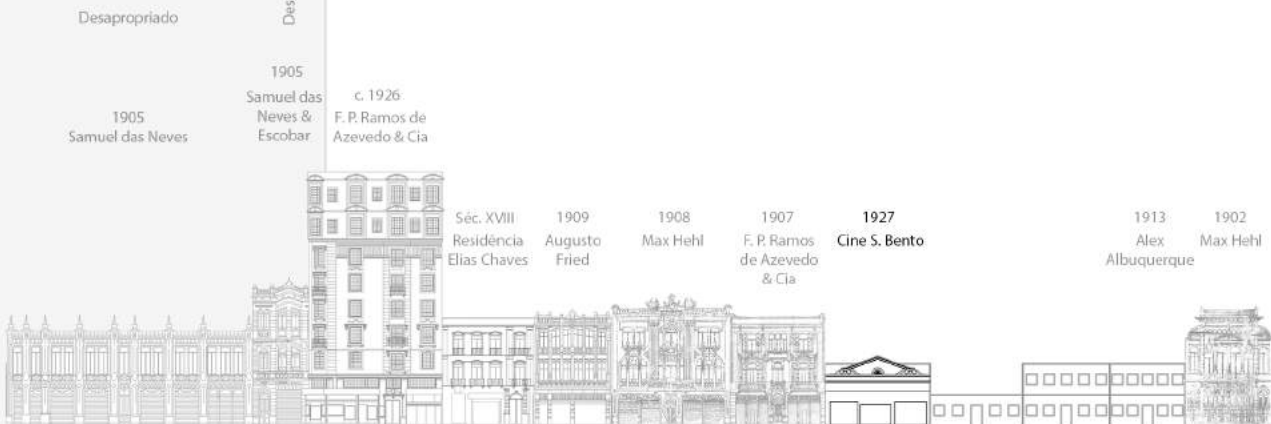 Desapropriado
Des
1905
Samuel das Neves
1905
Samuel das
Neves &
Escobar
c. 1926
F. P. Ramos de
Azevedo & Cia
Séc. XVIII
Residência
Elias Chaves
1909
Augusto
Fried
1908
Max Hehl
1907
F. P. Ramos
de Azevedo
& Cia
1927
Cine S. Bento
1913
Alex
Albuquerque
1902
Max Hehl